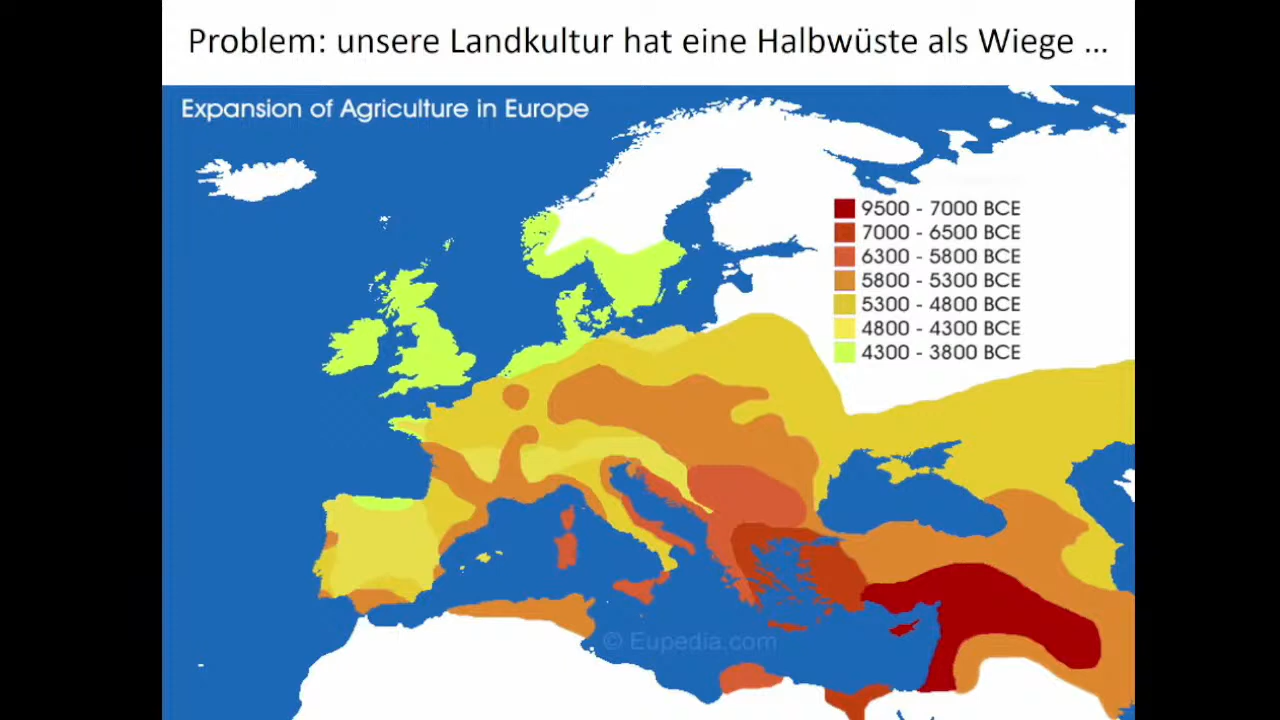 Problem: unsere Landkultur hat eine Halbwüste als Wiege ...
Expansion of Agriculture in Europe
9500 - 7000 BCE
7000 - 6500 BCE
6300 - 5800 BCE
5800 - 5300 BCE
5300 - 4800 BCE
4800 - 4300 BCE
4300 - 3800 BCE
© Eupedia.com